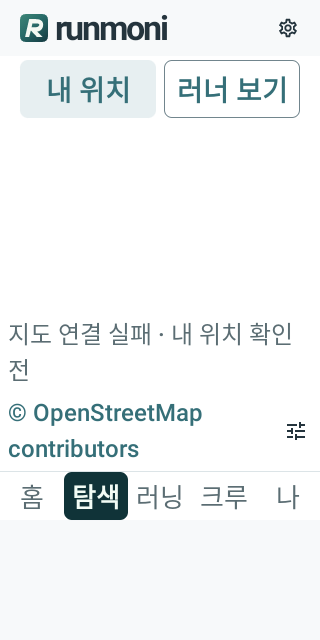 runmoni
내 위치 러너 보기
지도 연결 실패 · 내 위치 확인
전
© OpenStreetMap
contributors
홈 탐색 러닝 크루 나